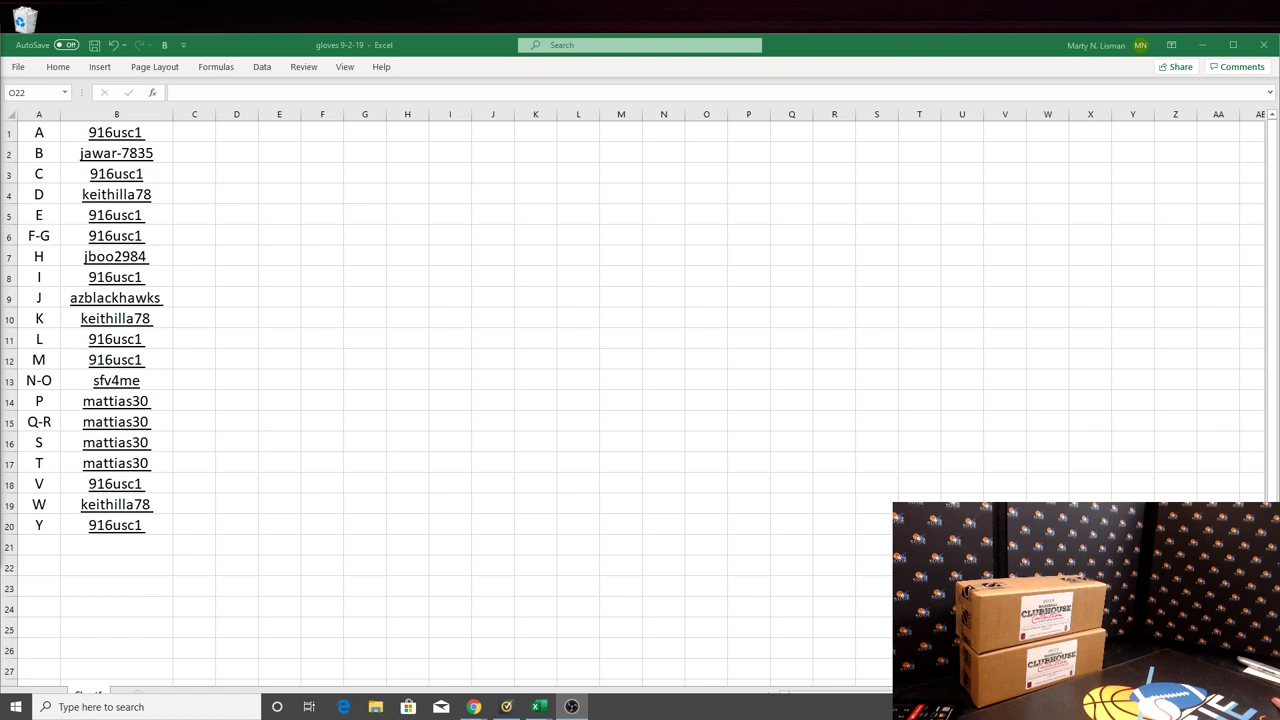 AutoSave Off B gloves 9-2-19 - Excel Search Marty N. Lisman MN
File Home Insert Page Layout Formulas Data Review View Help Share Comments
O22 fx
A B C D E F G H I J K L M N O P Q R S T U V W X Y Z AA AE
1 A 916usc1
2 B jawar-7835
3 C 916usc1
4 D keithilla78
5 E 916usc1
6 F-G 916usc1
7 H jboo2984
8 I 916usc1
9 J azblackhawks
10 K keithilla78
11 L 916usc1
12 M 916usc1
13 N-O sfv4me
14 P mattias30
15 Q-R mattias30
16 S mattias30
17 T mattias30
18 V 916usc1
19 W keithilla78
20 Y 916usc1
21
22
23
24
25
26
27
CLUBHOUSE
Collection
CLUBHOUSE
Collection
Type here to search